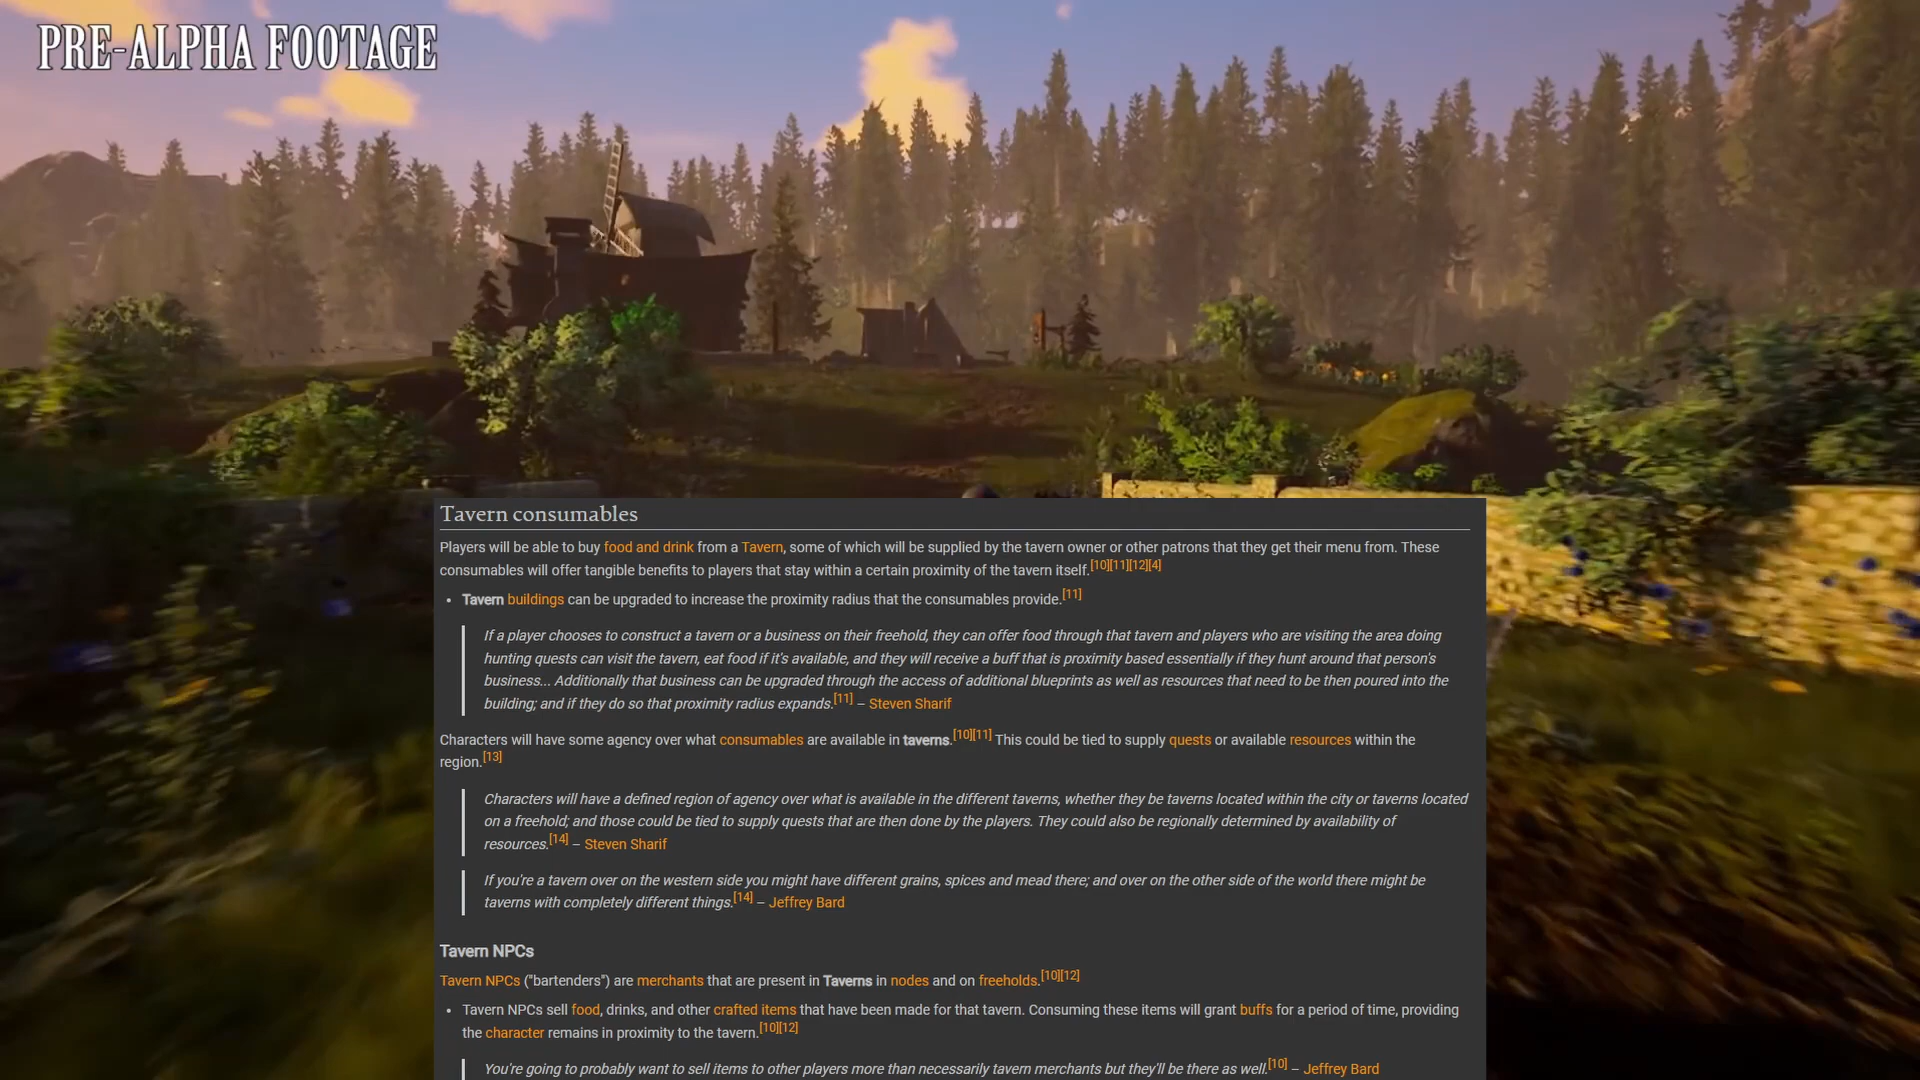 PRE-ALPHA FOOTAGE
Tavern consumables
Players will be able to buy food and drink from a Tavern, some of which will be supplied by the tavern owner or other patrons that they get their menu from. These
consumables will offer tangible benefits to players that stay within a certain proximity of the tavern itself.[10][11][12][4]
• Tavern buildings can be upgraded to increase the proximity radius that the consumables provide.[11]
If a player chooses to construct a tavern or a business on their freehold, they can offer food through that tavern and players who are visiting the area doing
hunting quests can visit the tavern, eat food if it's available, and they will receive a buff that is proximity based essentially if they hunt around that person's
business... Additionally that business can be upgraded through the access of additional blueprints as well as resources that need to be then poured into the
building; and if they do so that proximity radius expands.[11] – Steven Sharif
Characters will have some agency over what consumables are available in taverns.[10][11] This could be tied to supply quests or available resources within the
region.[13]
Characters will have a defined region of agency over what is available in the different taverns, whether they be taverns located within the city or taverns located
on a freehold; and those could be tied to supply quests that are then done by the players. They could also be regionally determined by availability of
resources.[14] – Steven Sharif
If you're a tavern over on the western side you might have different grains, spices and mead there; and over on the other side of the world there might be
taverns with completely different things.[14] – Jeffrey Bard
Tavern NPCs
Tavern NPCs ("bartenders") are merchants that are present in Taverns in nodes and on freeholds.[10][12]
• Tavern NPCs sell food, drinks, and other crafted items that have been made for that tavern. Consuming these items will grant buffs for a period of time, providing
the character remains in proximity to the tavern.[10][12]
You're going to probably want to sell items to other players more than necessarily tavern merchants but they'll be there as well.[10] – Jeffrey Bard